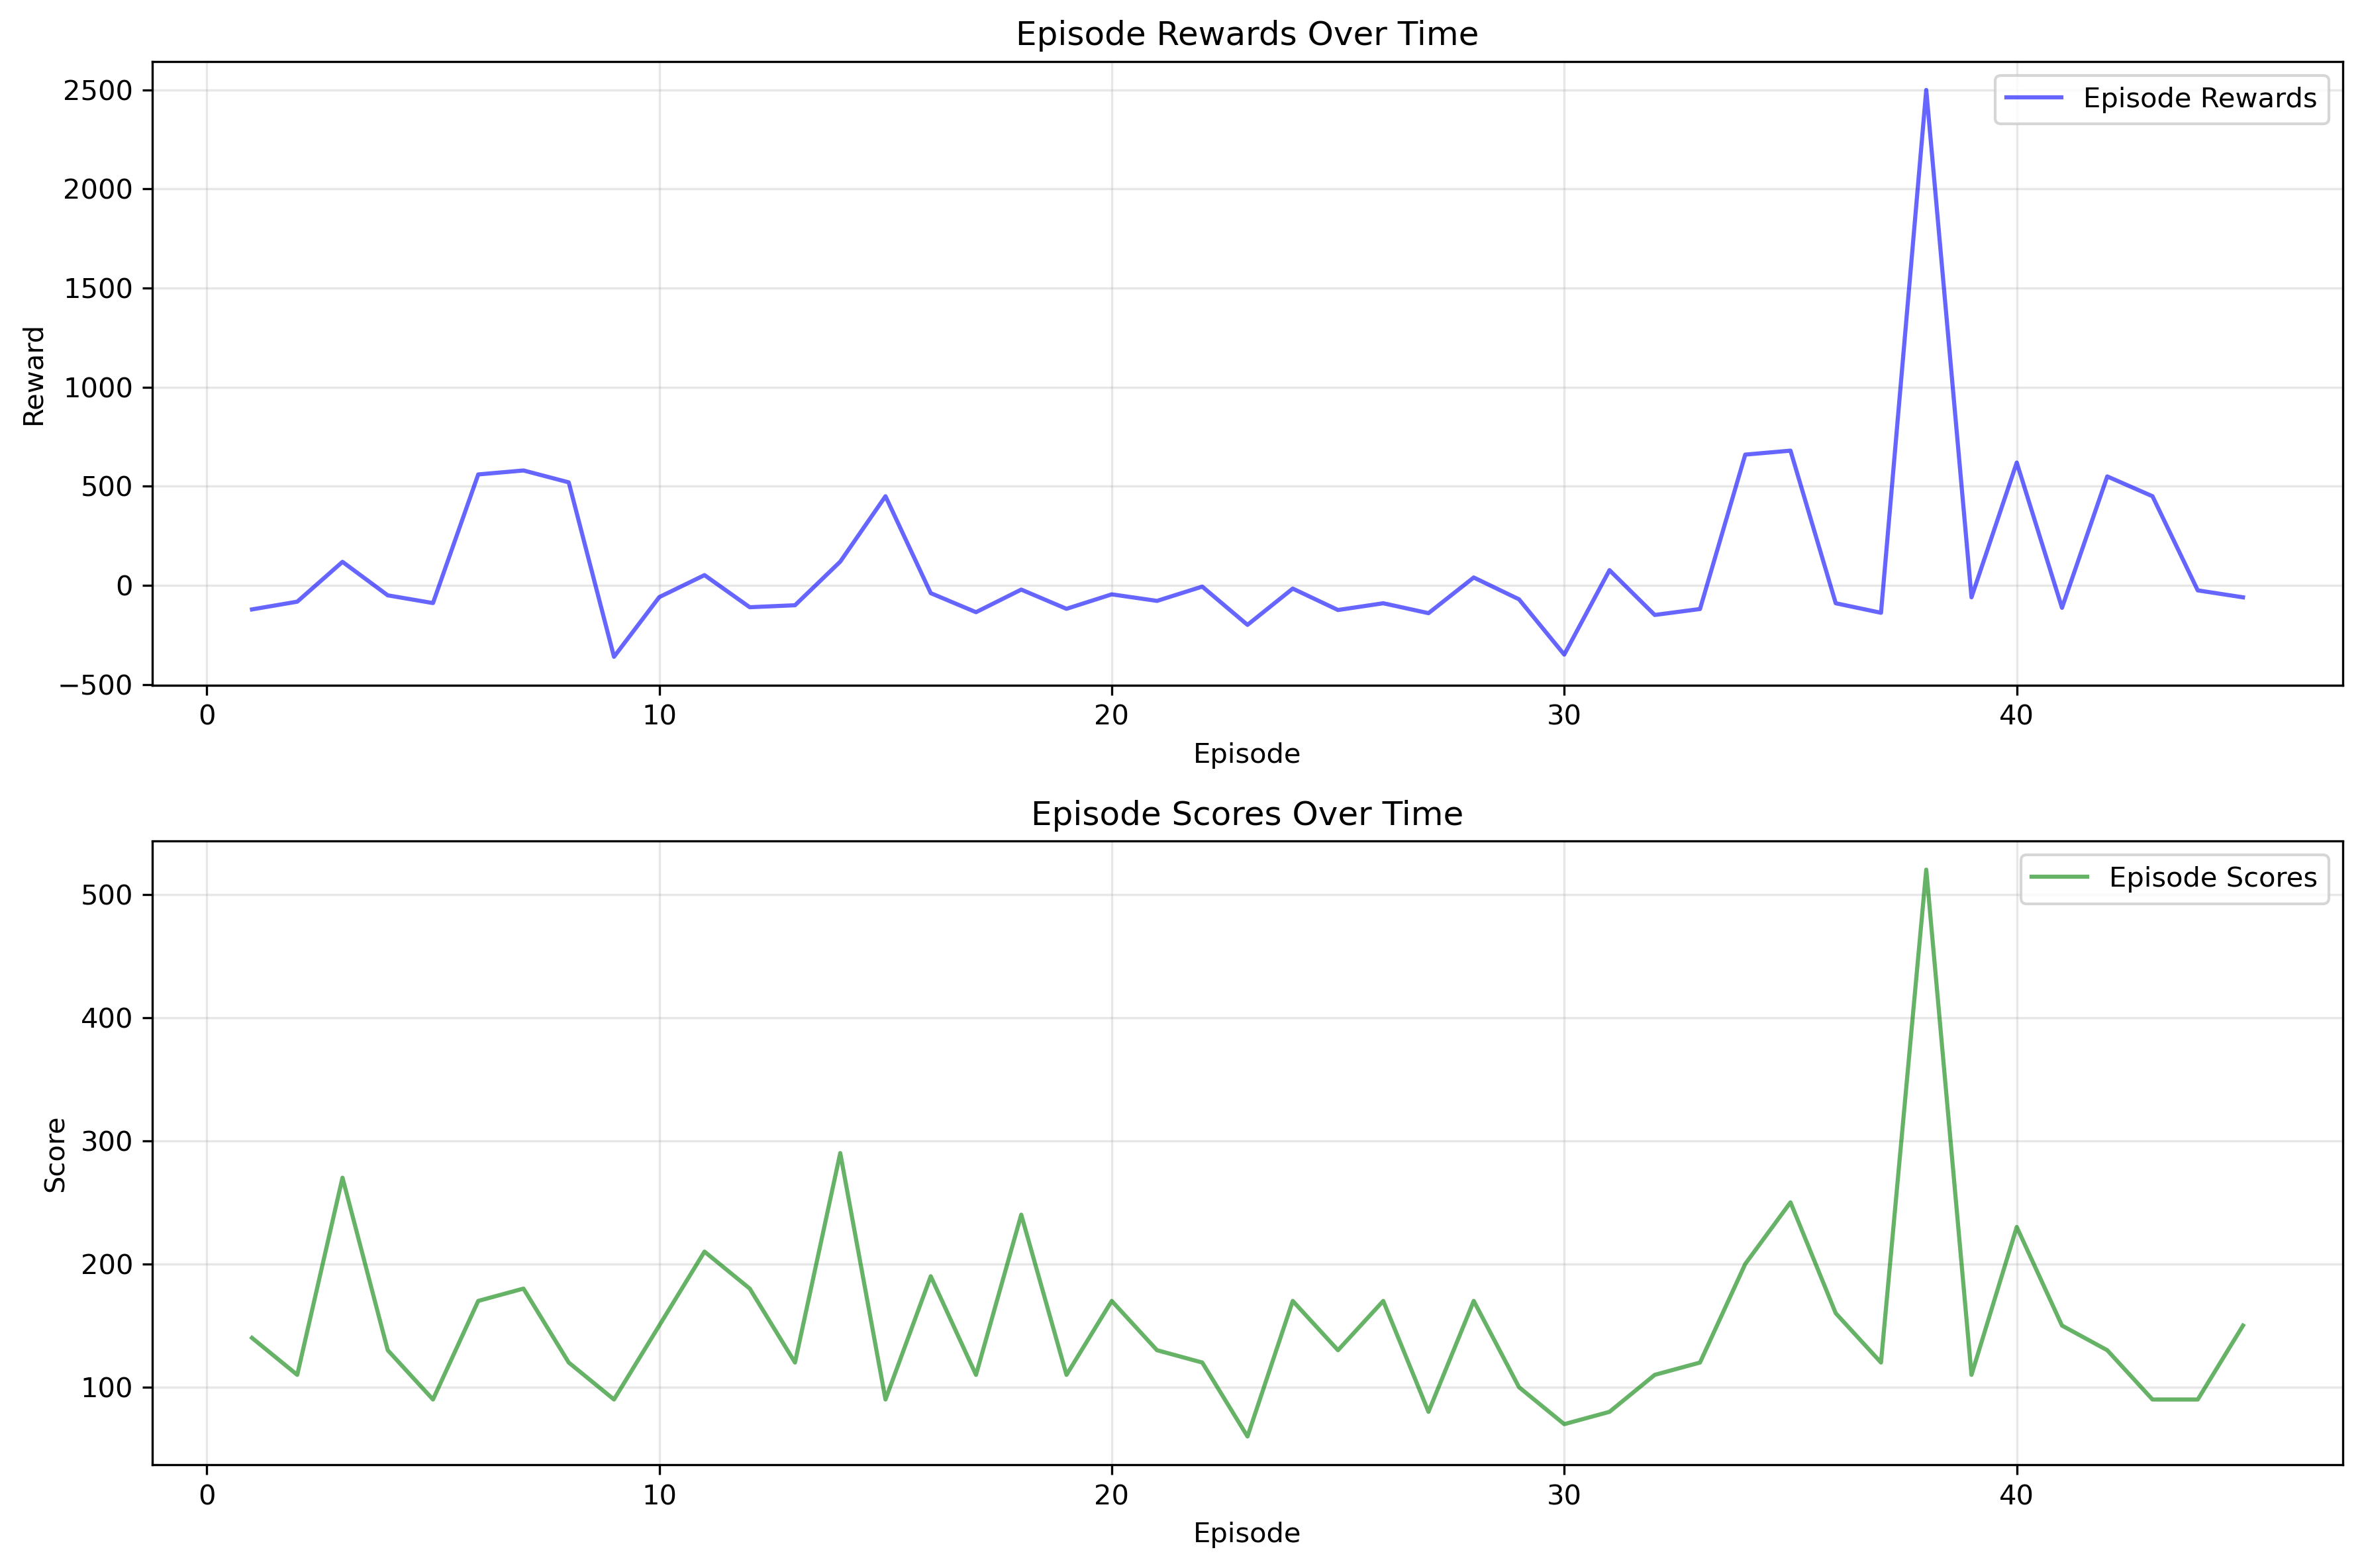 Episode Rewards Over Time
2500
2000
1500
1000
500
0
−500
Reward
Episode Rewards
0 10 20 30 40
Episode
Episode Scores Over Time
500
400
300
200
100
Score
Episode Scores
0 10 20 30 40
Episode